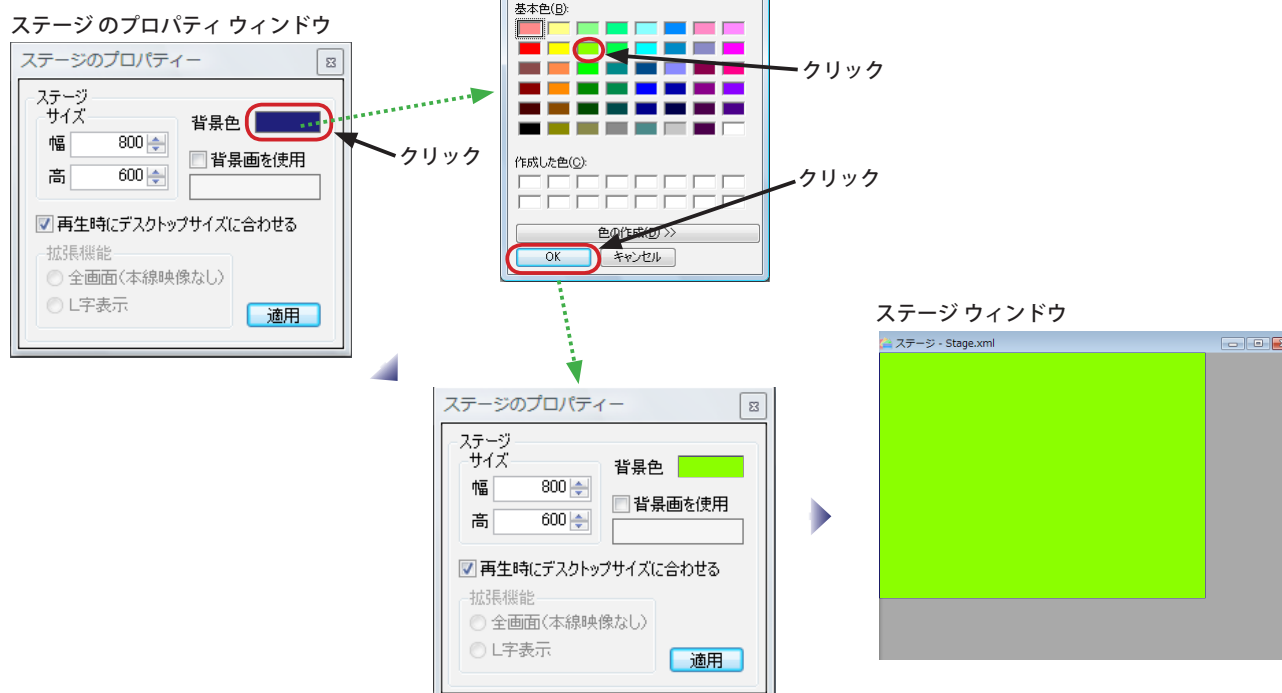 ステージ のプロパティ ウィンドウ
ステージのプロパティー
ステージ
サイズ
幅 800
高 600
背景色
背景画を使用
再生時にデスクトップサイズに合わせる
拡張機能
全画面(本線映像なし)
L字表示
適用
クリック
基本色(B):
クリック
作成した色(C):
クリック
色の作成(D) >>
OK キャンセル
ステージのプロパティー
ステージ
サイズ
幅 800
高 600
背景色
背景画を使用
再生時にデスクトップサイズに合わせる
拡張機能
全画面(本線映像なし)
L字表示
適用
ステージ ウィンドウ
ステージ - Stage.xml